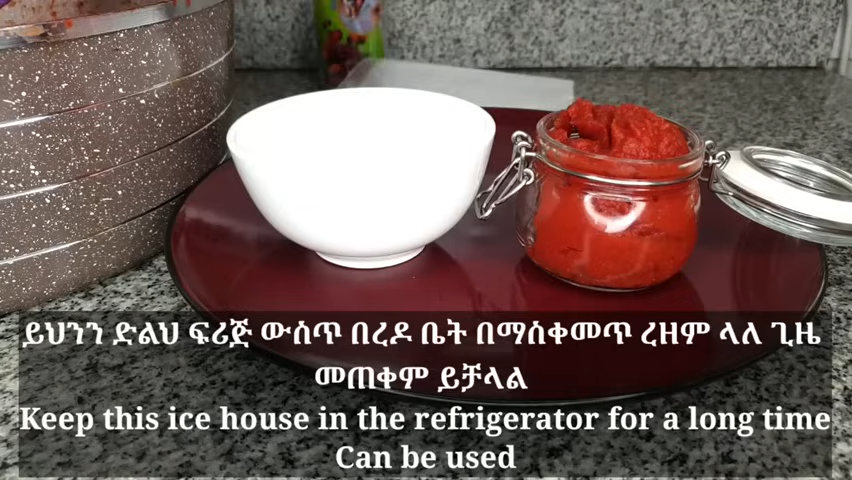 ይህንን ድልህ ፍሪጅ ውስጥ በረዶ ቤት በማስቀመጥ ረዘም ላለ ጊዜ
መጠቀም ይቻላል
Keep this ice house in the refrigerator for a long time
Can be used